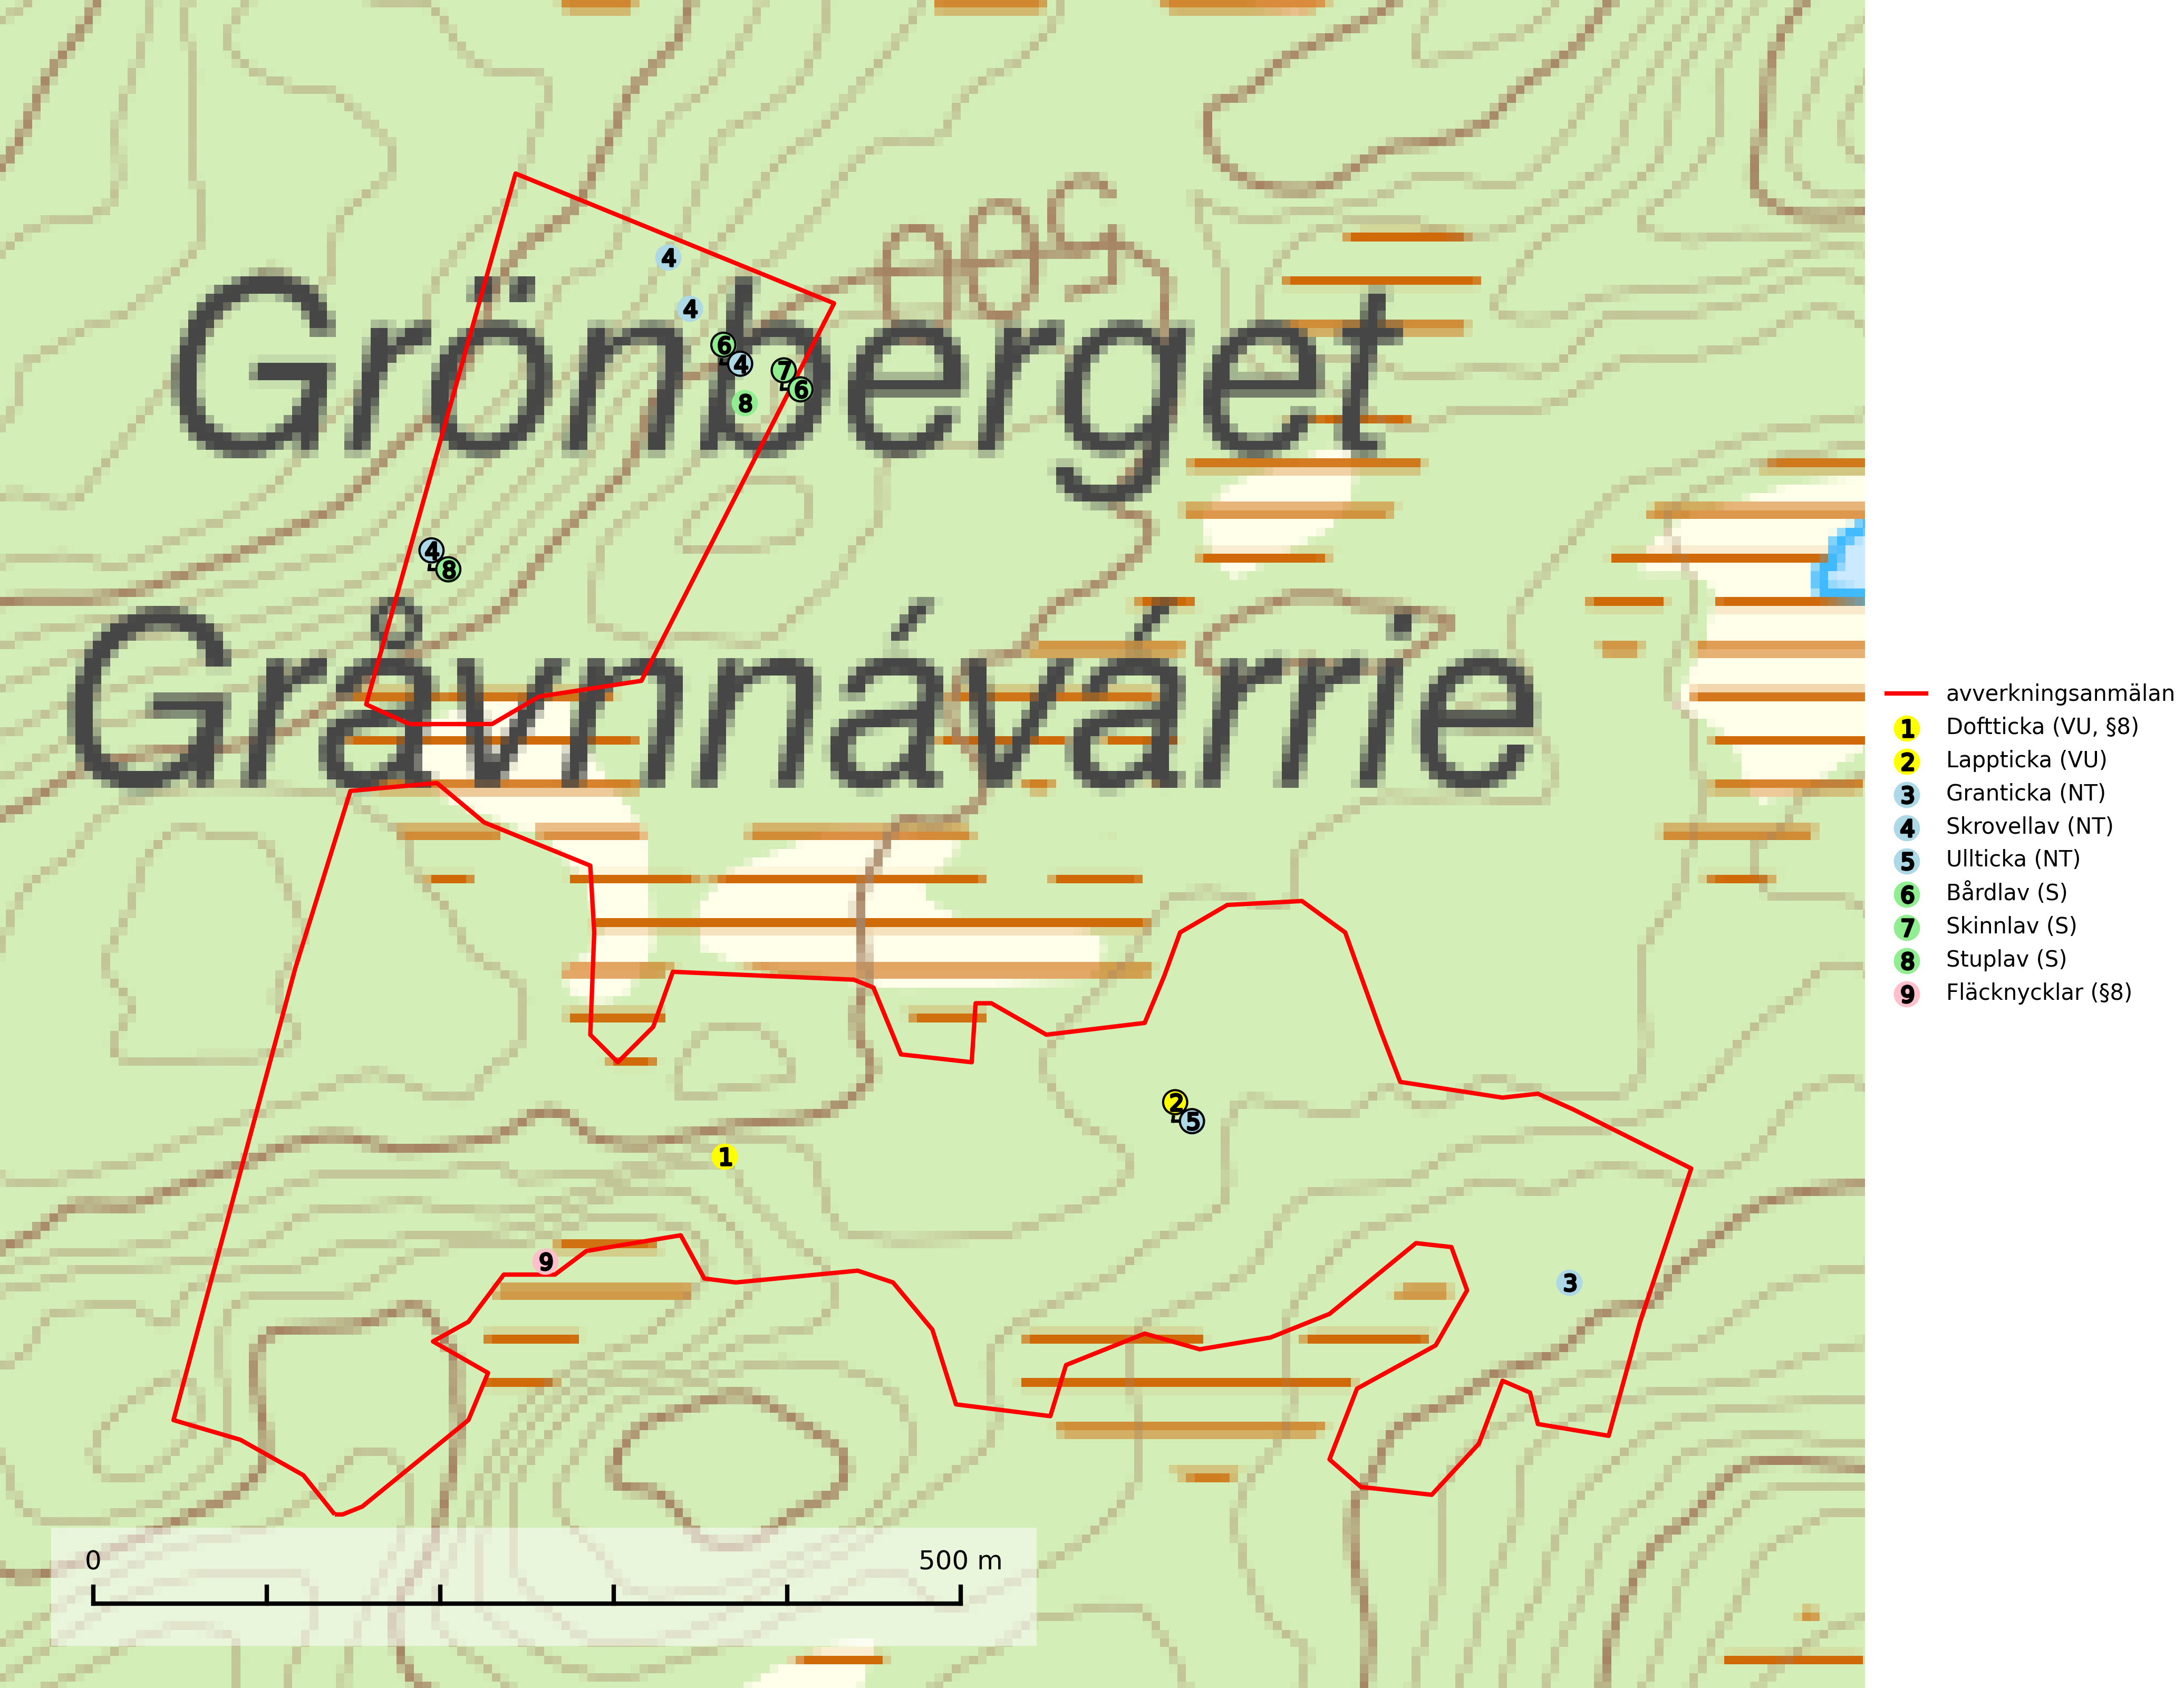 505
4
4
Grönberget
6
4
7
6
8
4
8
Gråvnnávárrie
2
5
1
9
3
0
500 m
avverkningsanmälan
1 Doftticka (VU, §8)
2 Lappticka (VU)
3 Granticka (NT)
4 Skrovellav (NT)
5 Ullticka (NT)
6 Bårdlav (S)
7 Skinnlav (S)
8 Stuplav (S)
9 Fläcknycklar (§8)